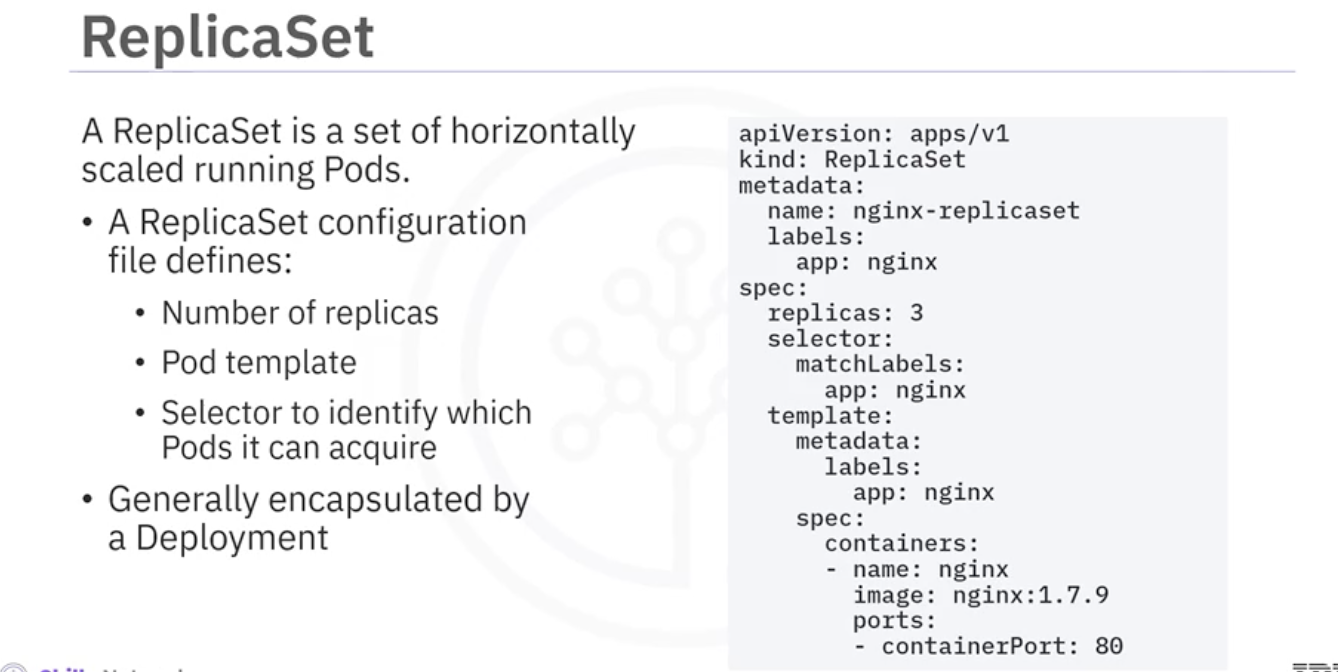 ReplicaSet
A ReplicaSet is a set of horizontally
scaled running Pods.
• A ReplicaSet configuration
file defines:
• Number of replicas
• Pod template
• Selector to identify which
Pods it can acquire
• Generally encapsulated by
a Deployment
apiVersion: apps/v1
kind: ReplicaSet
metadata:
  name: nginx-replicaset
  labels:
    app: nginx
spec:
  replicas: 3
  selector:
    matchLabels:
      app: nginx
  template:
    metadata:
      labels:
        app: nginx
    spec:
      containers:
      - name: nginx
        image: nginx:1.7.9
        ports:
        - containerPort: 80